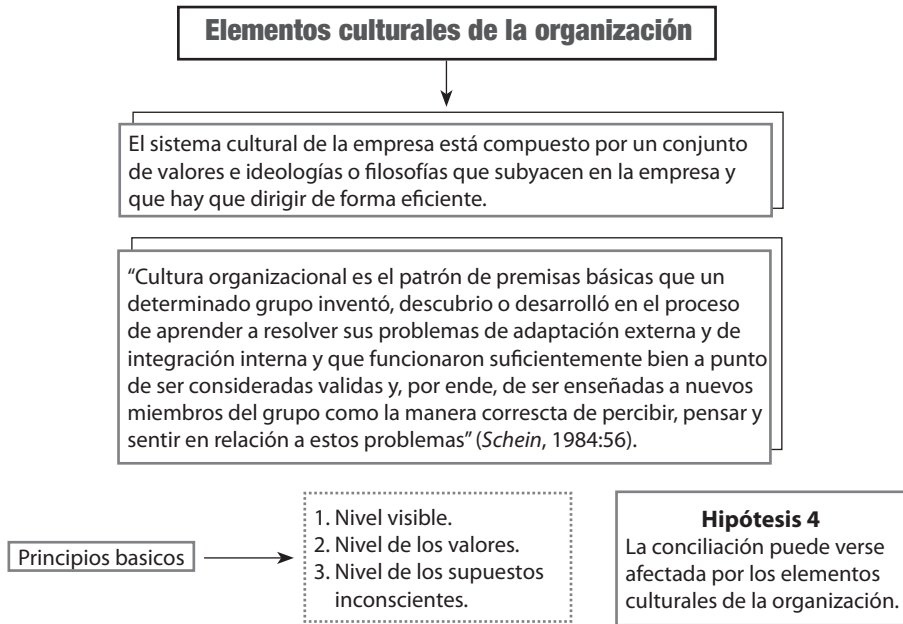 Elementos culturales de la organización
El sistema cultural de la empresa está compuesto por un conjunto
de valores e ideologías o filosofías que subyacen en la empresa y
que hay que dirigir de forma eficiente.
“Cultura organizacional es el patrón de premisas básicas que un
determinado grupo inventó, descubrio o desarrolló en el proceso
de aprender a resolver sus problemas de adaptación externa y de
integración interna y que funcionaron suficientemente bien a punto
de ser consideradas validas y, por ende, de ser enseñadas a nuevos
miembros del grupo como la manera correscta de percibir, pensar y
sentir en relación a estos problemas” (Schein, 1984:56).
Principios basicos
1. Nivel visible.
2. Nivel de los valores.
3. Nivel de los supuestos
inconscientes.
Hipótesis 4
La conciliación puede verse
afectada por los elementos
culturales de la organización.